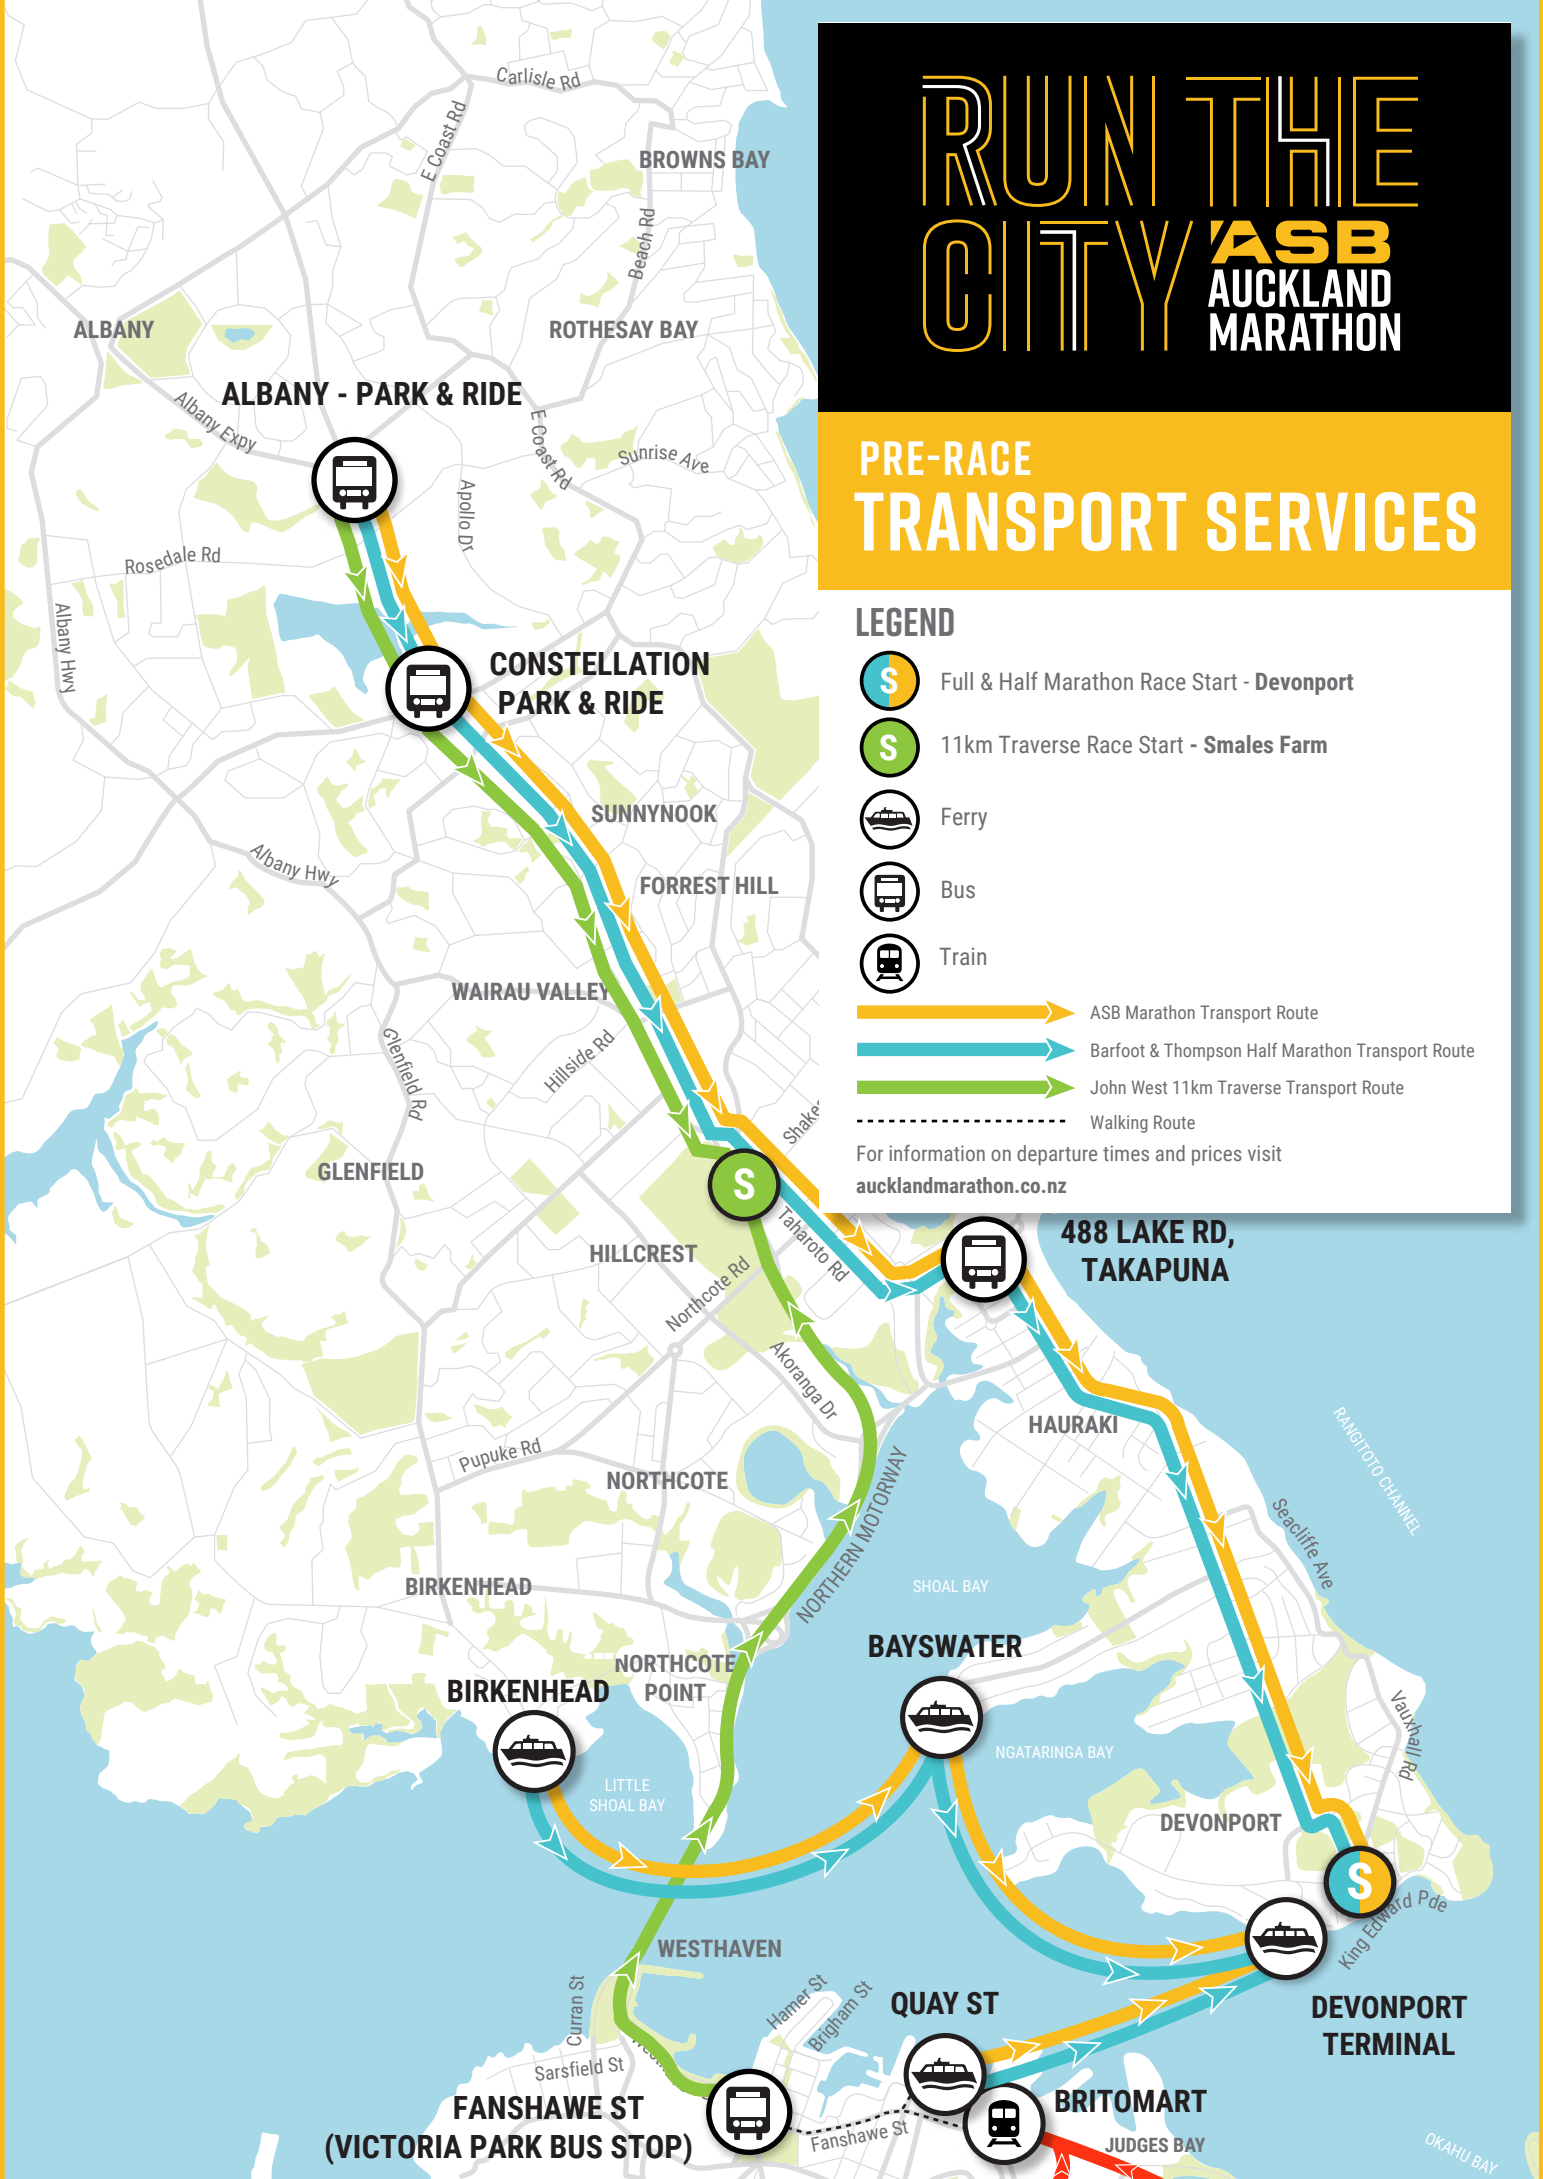 RUN THE
CITY ASB
AUCKLAND
MARATHON
PRE-RACE
TRANSPORT SERVICES
LEGEND
S Full & Half Marathon Race Start - Devonport
S 11km Traverse Race Start - Smales Farm
Ferry
Bus
Train
ASB Marathon Transport Route
Barfoot & Thompson Half Marathon Transport Route
John West 11km Traverse Transport Route
Walking Route
For information on departure times and prices visit
aucklandmarathon.co.nz
Carlisle Rd
E Coast Rd
BROWNS BAY
Beach Rd
ALBANY
ROTHESAY BAY
ALBANY - PARK & RIDE
Albany Expy
E Coast Rd
Sunrise Ave
Apollo Dr
Rosedale Rd
Albany Hwy
CONSTELLATION
PARK & RIDE
SUNNYNOOK
Albany Hwy
FORREST HILL
WAIRAU VALLEY
Glenfield Rd
Hillside Rd
GLENFIELD
S
Taharoto Rd
488 LAKE RD,
TAKAPUNA
HILLCREST
Northcote Rd
Akoranga Dr
HAURAKI
RANGITOTO CHANNEL
Pupuke Rd
NORTHCOTE
NORTHERN MOTORWAY
Seacliffe Ave
BIRKENHEAD
SHOAL BAY
BAYSWATER
NORTHCOTE
POINT
BIRKENHEAD
Vauxhall Rd
NGATARINGA BAY
LITTLE
SHOAL BAY
DEVONPORT
S
King Edward Pde
WESTHAVEN
Curran St
Hamer St
Brigham St
QUAY ST
DEVONPORT
TERMINAL
Sarsfield St
FANSHAWE ST
(VICTORIA PARK BUS STOP)
Fanshawe St
BRITOMART
JUDGES BAY
OKAHU BAY